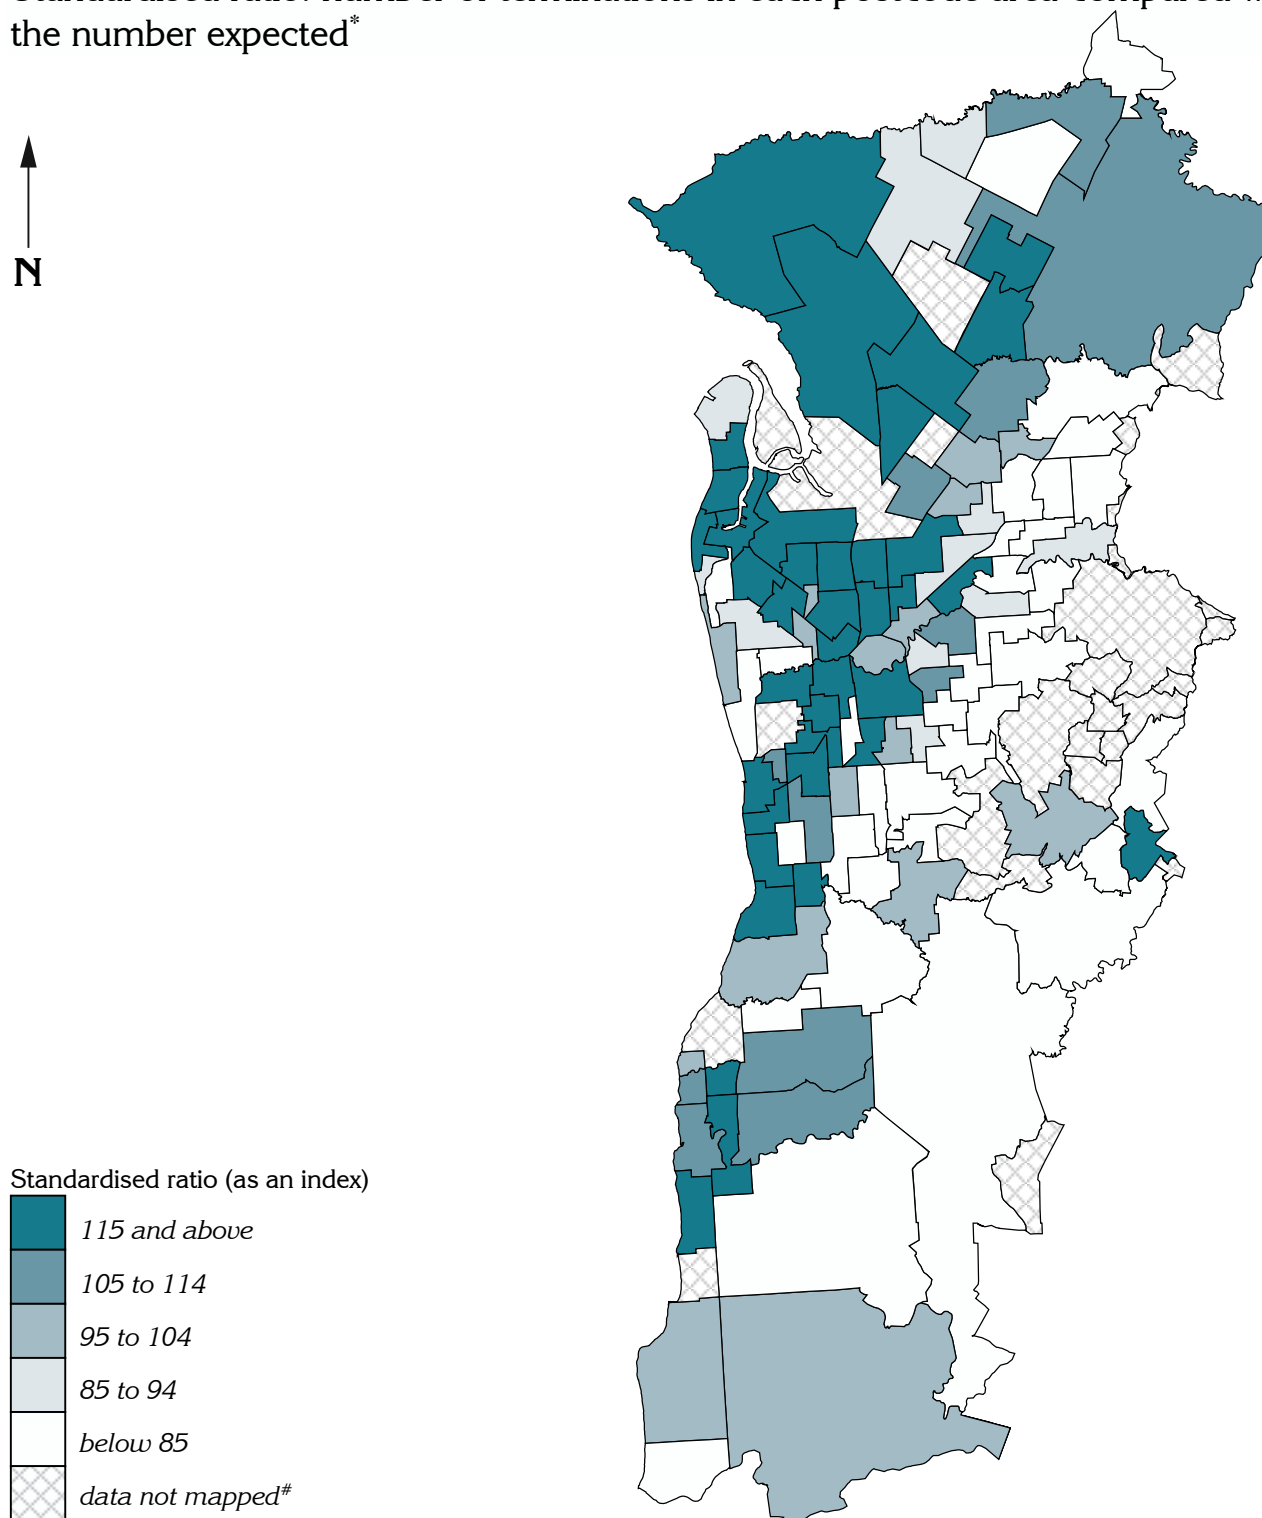 the number expected*
N
Standardised ratio (as an index)
115 and above
105 to 114
95 to 104
85 to 94
below 85
data not mapped#